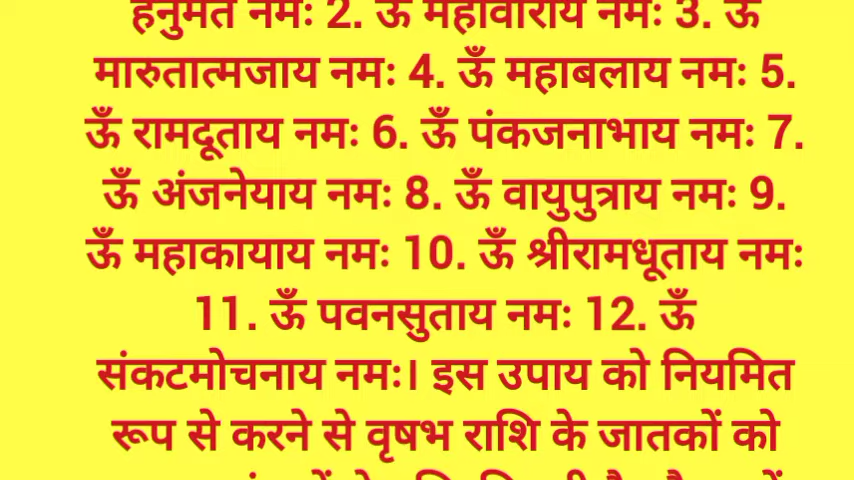 हनुमते नमः 2. ऊँ महावीराय नमः 3. ऊँ
मारुतात्मजाय नमः 4. ऊँ महाबलाय नमः 5.
ऊँ रामदूताय नमः 6. ऊँ पंकजनाभाय नमः 7.
ऊँ अंजनेयाय नमः 8. ऊँ वायुपुत्राय नमः 9.
ऊँ महाकायाय नमः 10. ऊँ श्रीरामधूताय नमः
11. ऊँ पवनसुताय नमः 12. ऊँ
संकटमोचनाय नमः। इस उपाय को नियमित
रूप से करने से वृषभ राशि के जातकों को